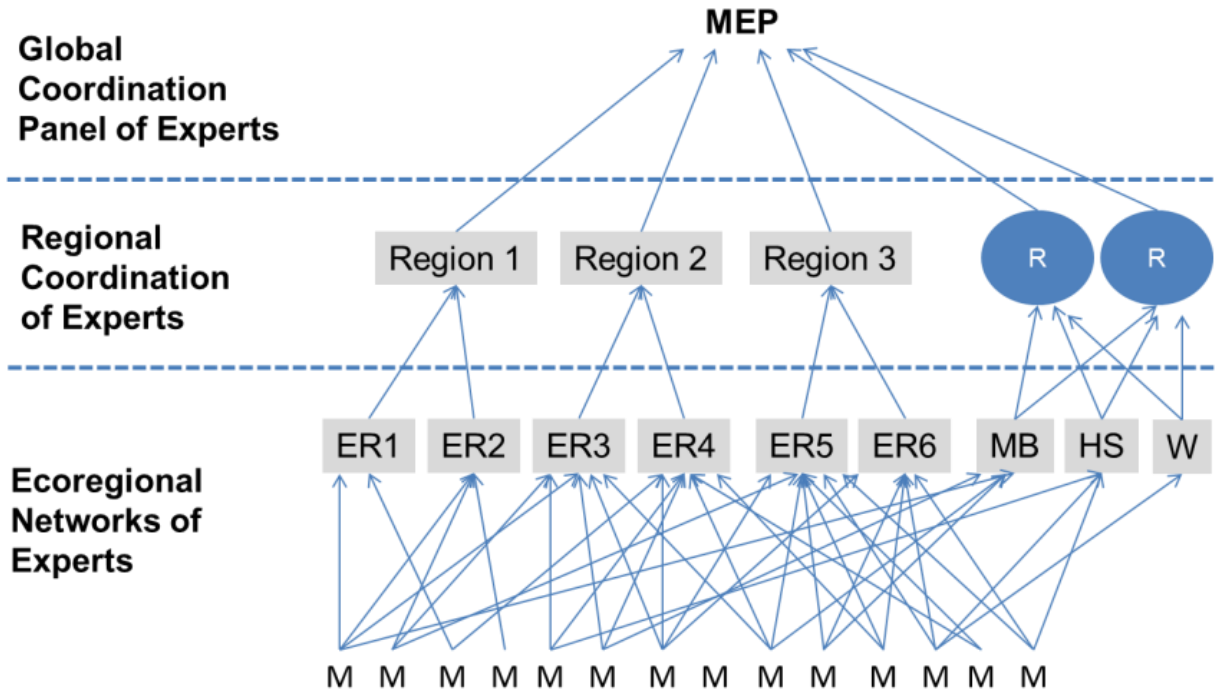 MEP
Global
Coordination
Panel of Experts
Regional
Coordination
of Experts
Region 1
Region 2
Region 3
R
R
ER1
ER2
ER3
ER4
ER5
ER6
MB
HS
W
Ecoregional
Networks of
Experts
M M M M M M M M M M M M M M